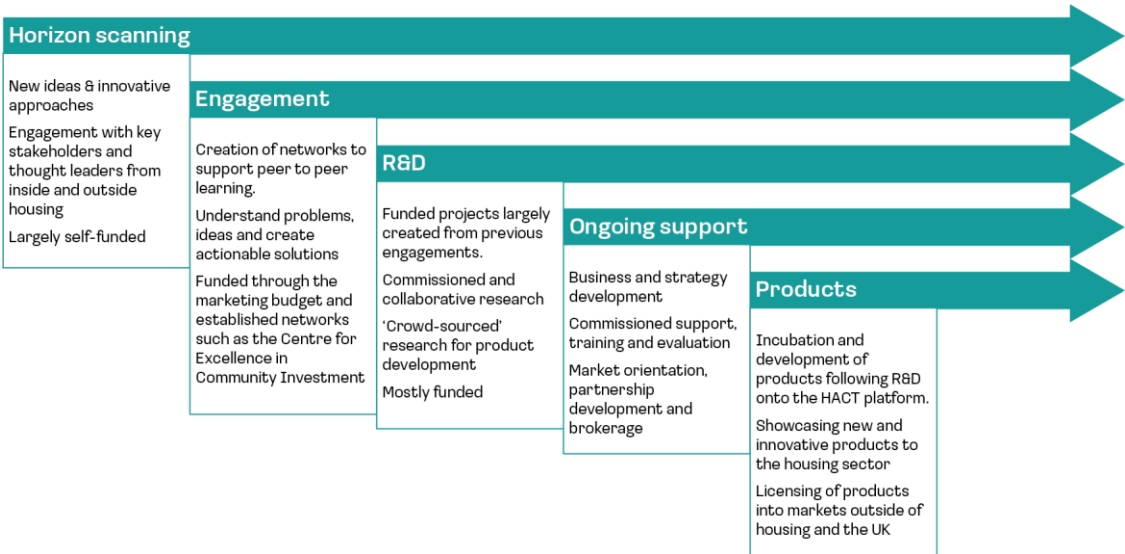 Horizon scanning
New ideas & innovative
approaches
Engagement with key
stakeholders and
thought leaders from
inside and outside
housing
Largely self-funded
Engagement
Creation of networks to
support peer to peer
learning.
Understand problems,
ideas and create
actionable solutions
Funded through the
marketing budget and
established networks
such as the Centre for
Excellence in
Community Investment
R&D
Funded projects largely
created from previous
engagements.
Commissioned and
collaborative research
‘Crowd-sourced’
research for product
development
Mostly funded
Ongoing support
Business and strategy
development
Commissioned support,
training and evaluation
Market orientation,
partnership
development and
brokerage
Products
Incubation and
development of
products following R&D
onto the HACT platform.
Showcasing new and
innovative products to
the housing sector
Licensing of products
into markets outside of
housing and the UK